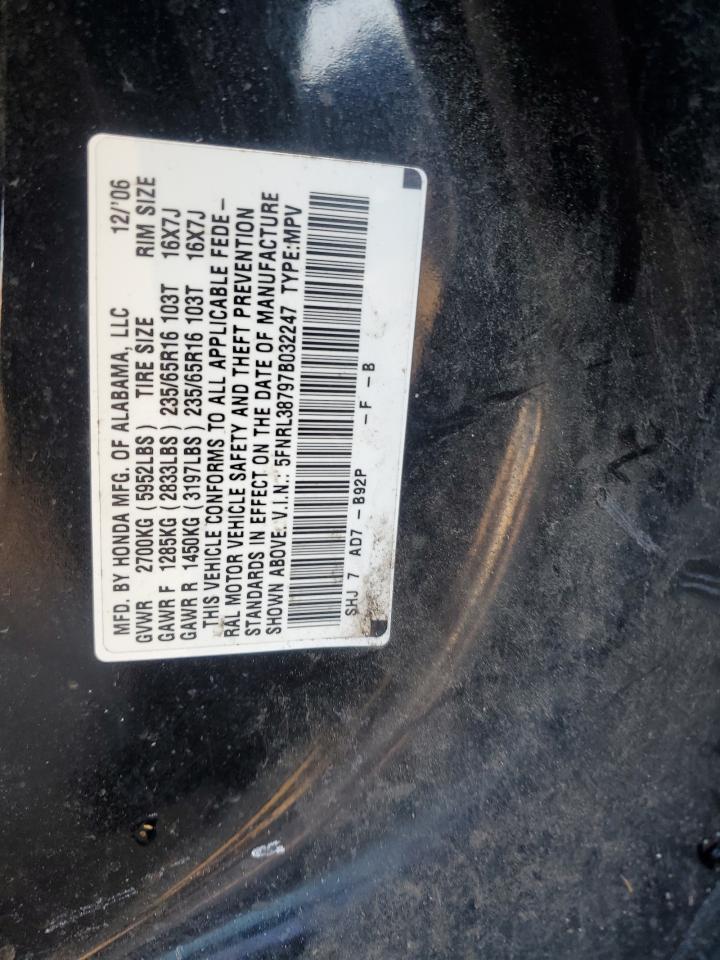 MFD. BY HONDA MFG. OF ALABAMA, LLC 12/'06
GVWR 2700KG (5952LBS) TIRE SIZE RIM SIZE
GAWR F 1285KG (2833LBS) 235/65R16 103T 16X7J
GAWR R 1450KG (3197LBS) 235/65R16 103T 16X7J
THIS VEHICLE CONFORMS TO ALL APPLICABLE FEDE-
RAL MOTOR VEHICLE SAFETY AND THEFT PREVENTION
STANDARDS IN EFFECT ON THE DATE OF MANUFACTURE
SHOWN ABOVE. V.I.N.: 5FNRL38797B032247 TYPE:MPV
SHJ 7 AD7 - B92P - F - B